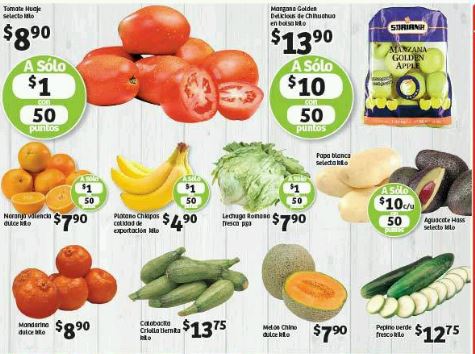 Tomate Huaje
selecto kilo
$8.90
A Sólo
$1
con
50
puntos
Manzana Golden
Delicious de Chihuahua
en bolsa kilo
$13.90
A Sólo
$10
con
50
puntos
SORIANA
MANZANA
GOLDEN
APPLE
Naranja Valencia
dulce kilo
$7.90
A Sólo
$1
50
Plátano Chiapas
calidad de
exportación kilo
$4.90
A Sólo
$1
50
Lechuga Romana
fresca pza
$7.90
A Sólo
$1
50
Papa blanca
selecta kilo
A Sólo
$10 c/u
con
50
puntos
Aguacate Hass
selecto kilo
Mandarina
dulce kilo
$8.90
Calabacita
Criolla tiernita
kilo
$13.75
Melon Chino
dulce kilo
$7.90
Pepino verde
fresco kilo
$12.75